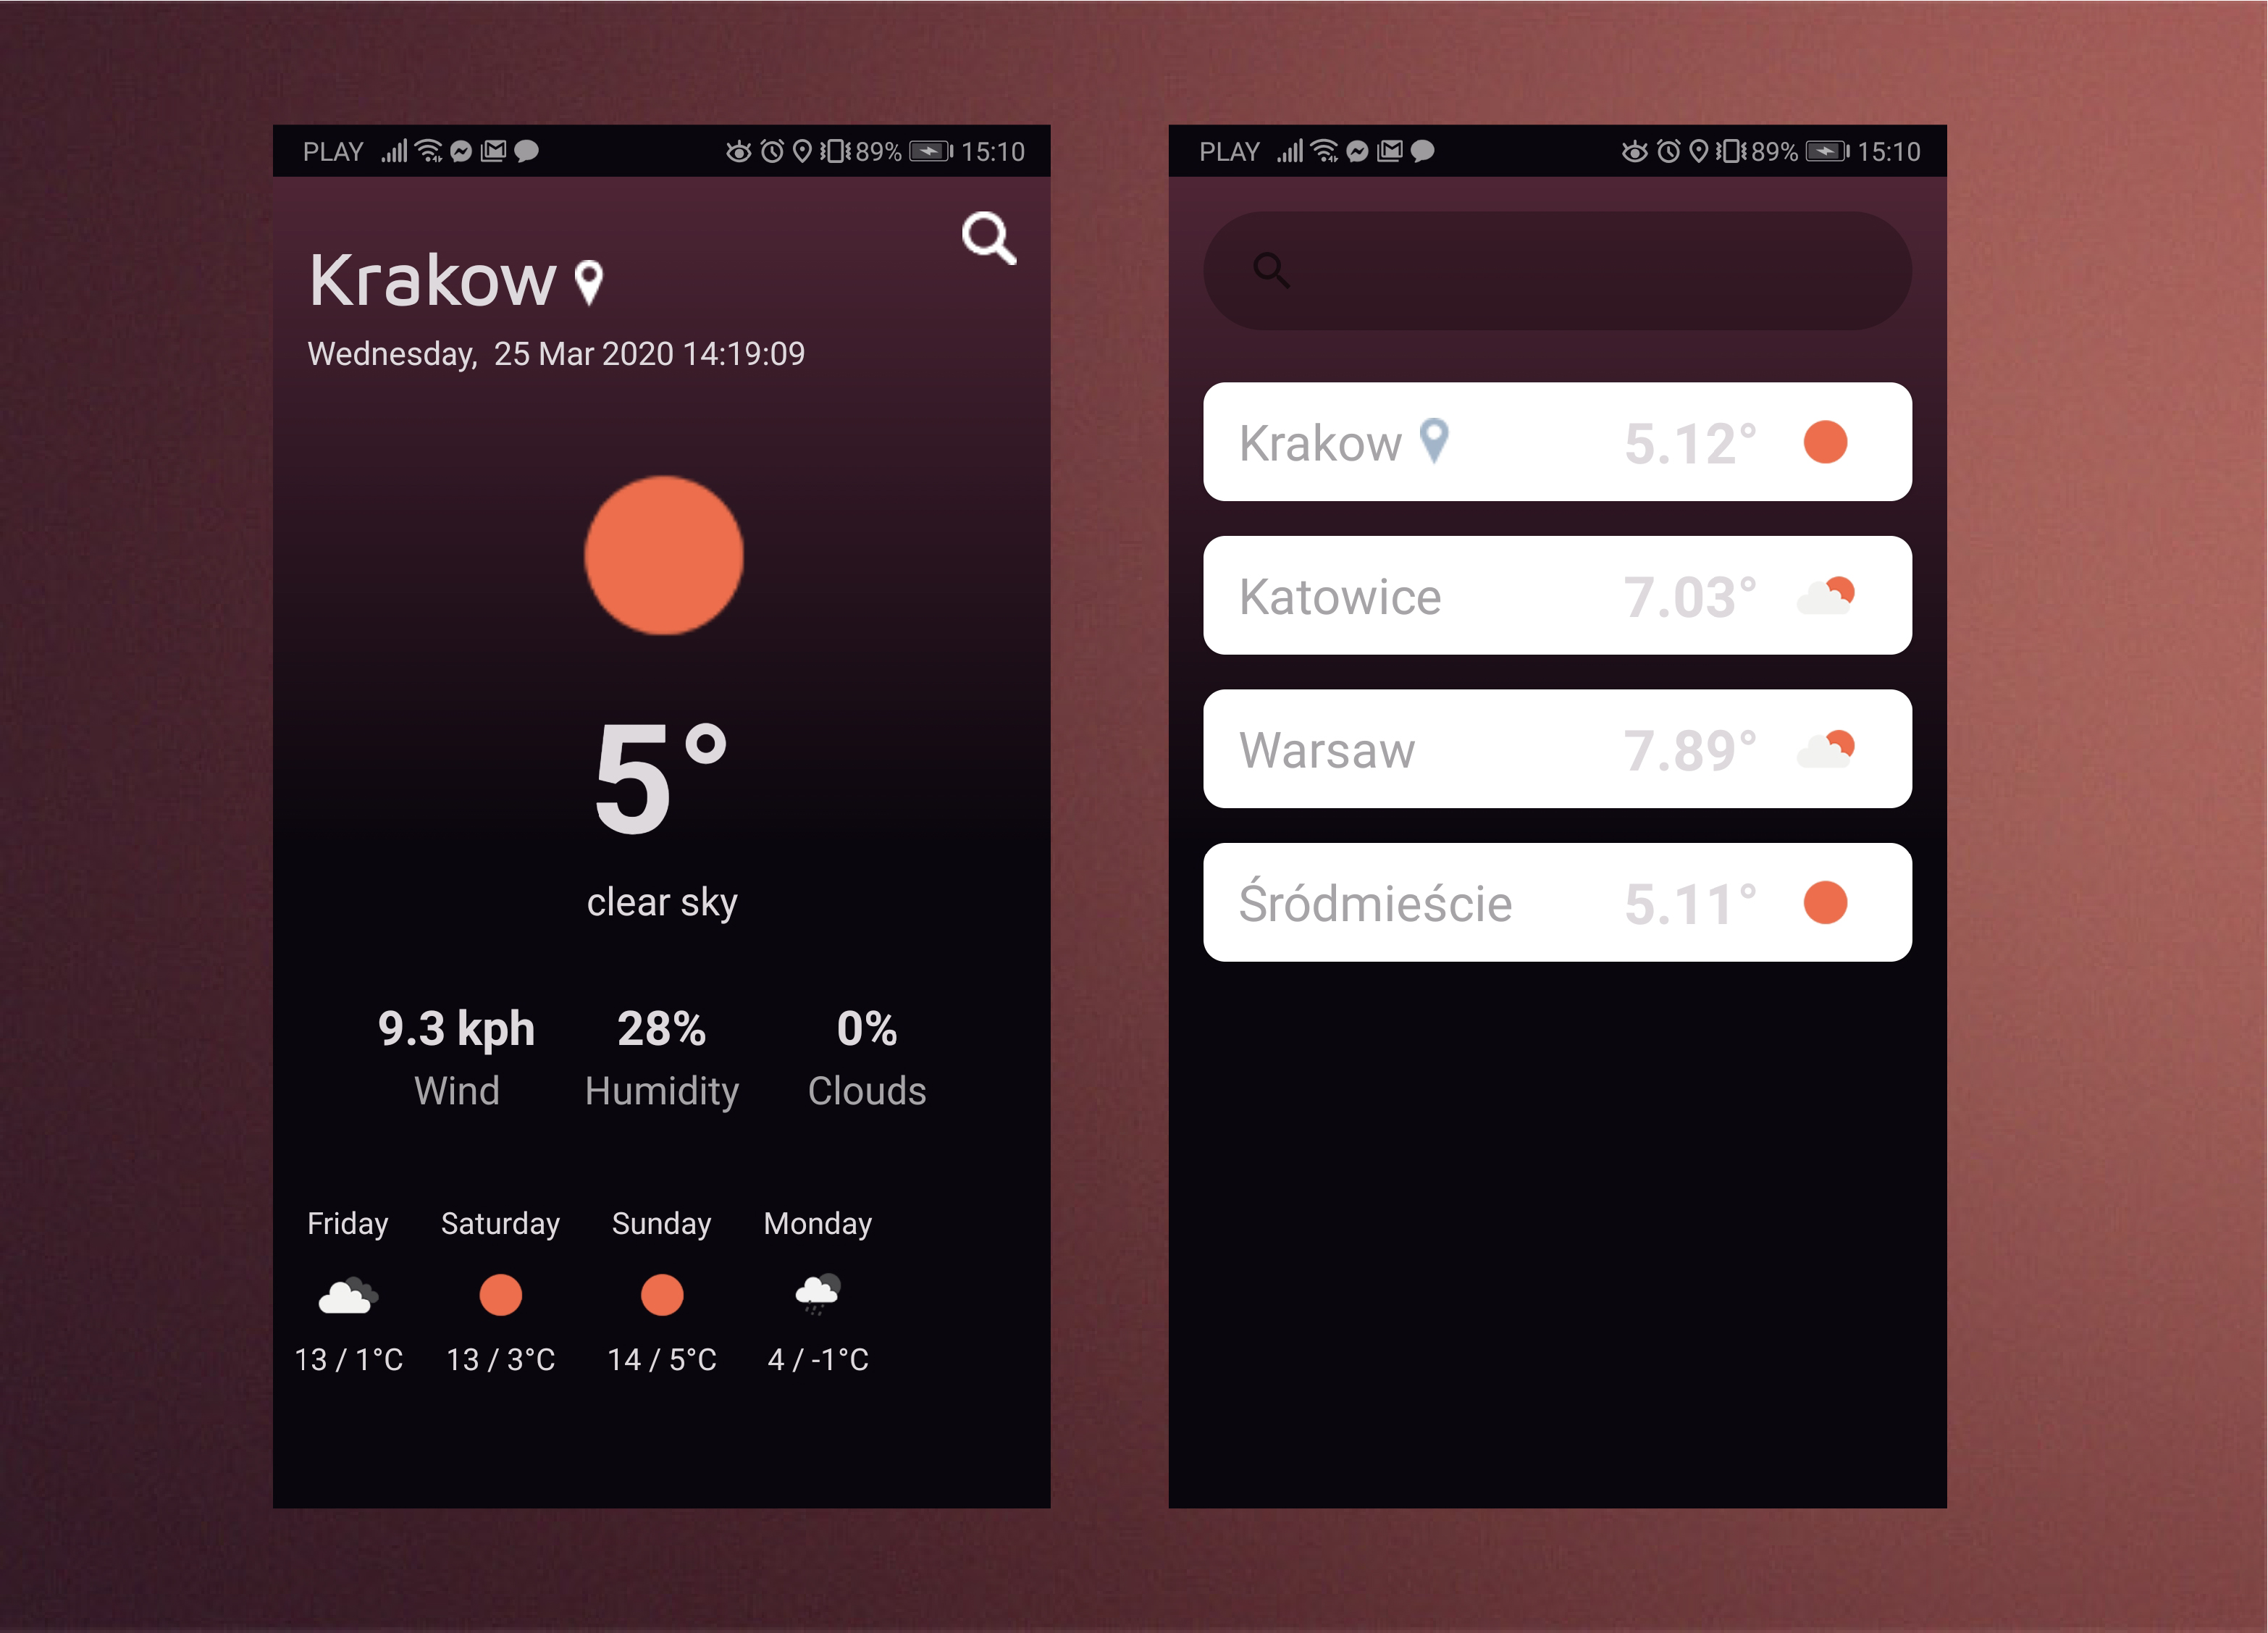 PLAY 89% 15:10
Krakow
Wednesday, 25 Mar 2020 14:19:09
5°
clear sky
9.3 kph 28% 0%
Wind Humidity Clouds
Friday Saturday Sunday Monday
13 / 1°C 13 / 3°C 14 / 5°C 4 / -1°C
PLAY 89% 15:10
Krakow 5.12°
Katowice 7.03°
Warsaw 7.89°
Śródmieście 5.11°